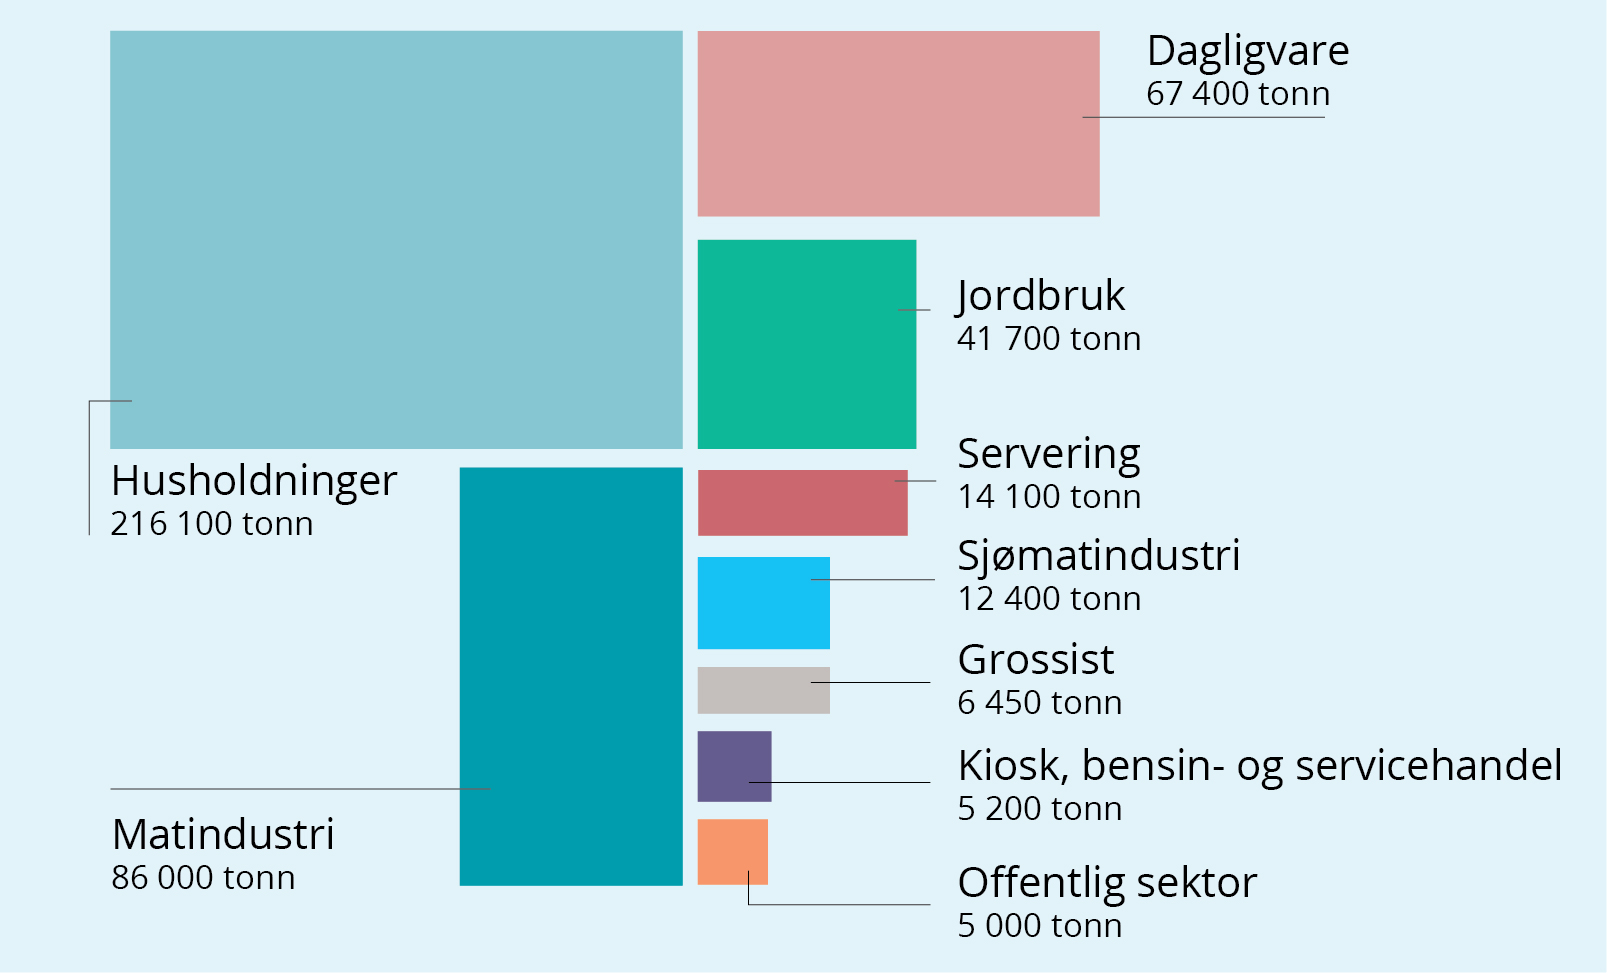 Dagligvare
67 400 tonn
Jordbruk
41 700 tonn
Husholdninger
216 100 tonn
Servering
14 100 tonn
Sjømatindustri
12 400 tonn
Grossist
6 450 tonn
Kiosk, bensin- og servicehandel
5 200 tonn
Matindustri
86 000 tonn
Offentlig sektor
5 000 tonn